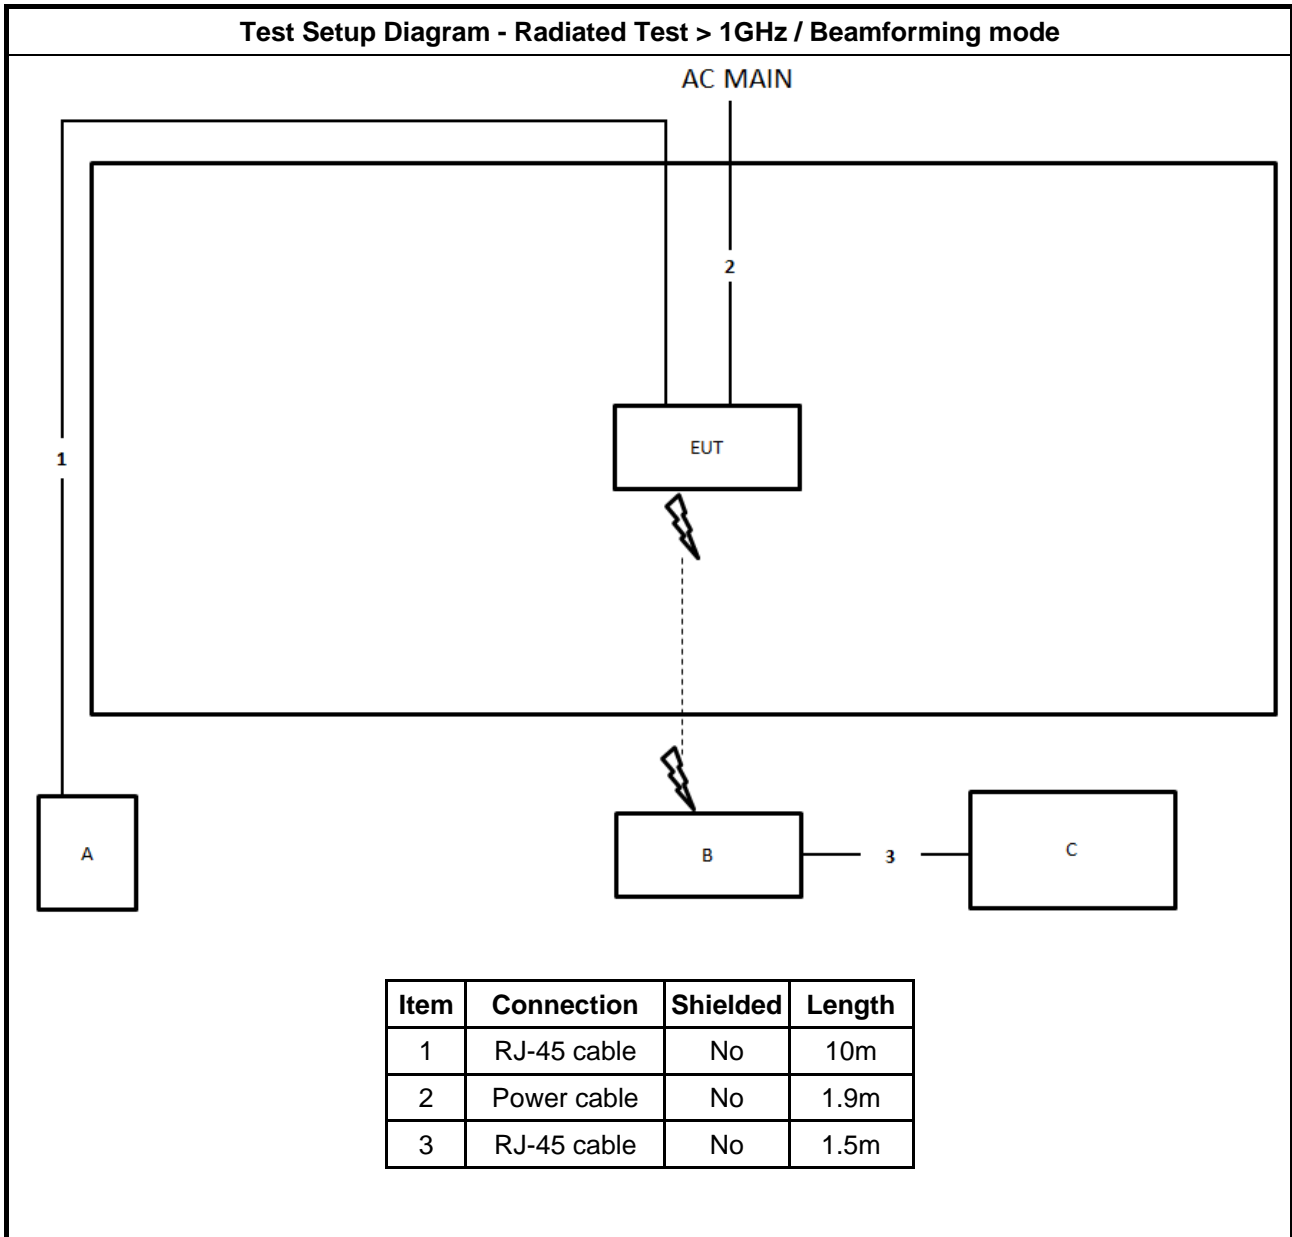 Test Setup Diagram - Radiated Test > 1GHz / Beamforming mode
AC MAIN
2
1
EUT
A
B
3
C
Item Connection Shielded Length
1 RJ-45 cable No 10m
2 Power cable No 1.9m
3 RJ-45 cable No 1.5m